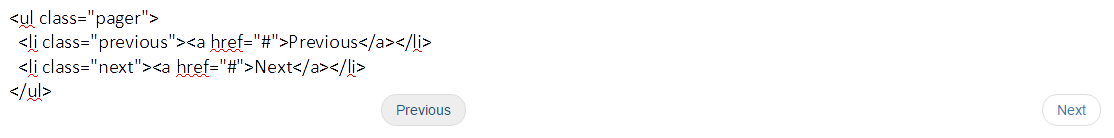 <ul class="pager">
  <li class="previous"><a href="#">Previous</a></li>
  <li class="next"><a href="#">Next</a></li>
</ul>
Previous Next